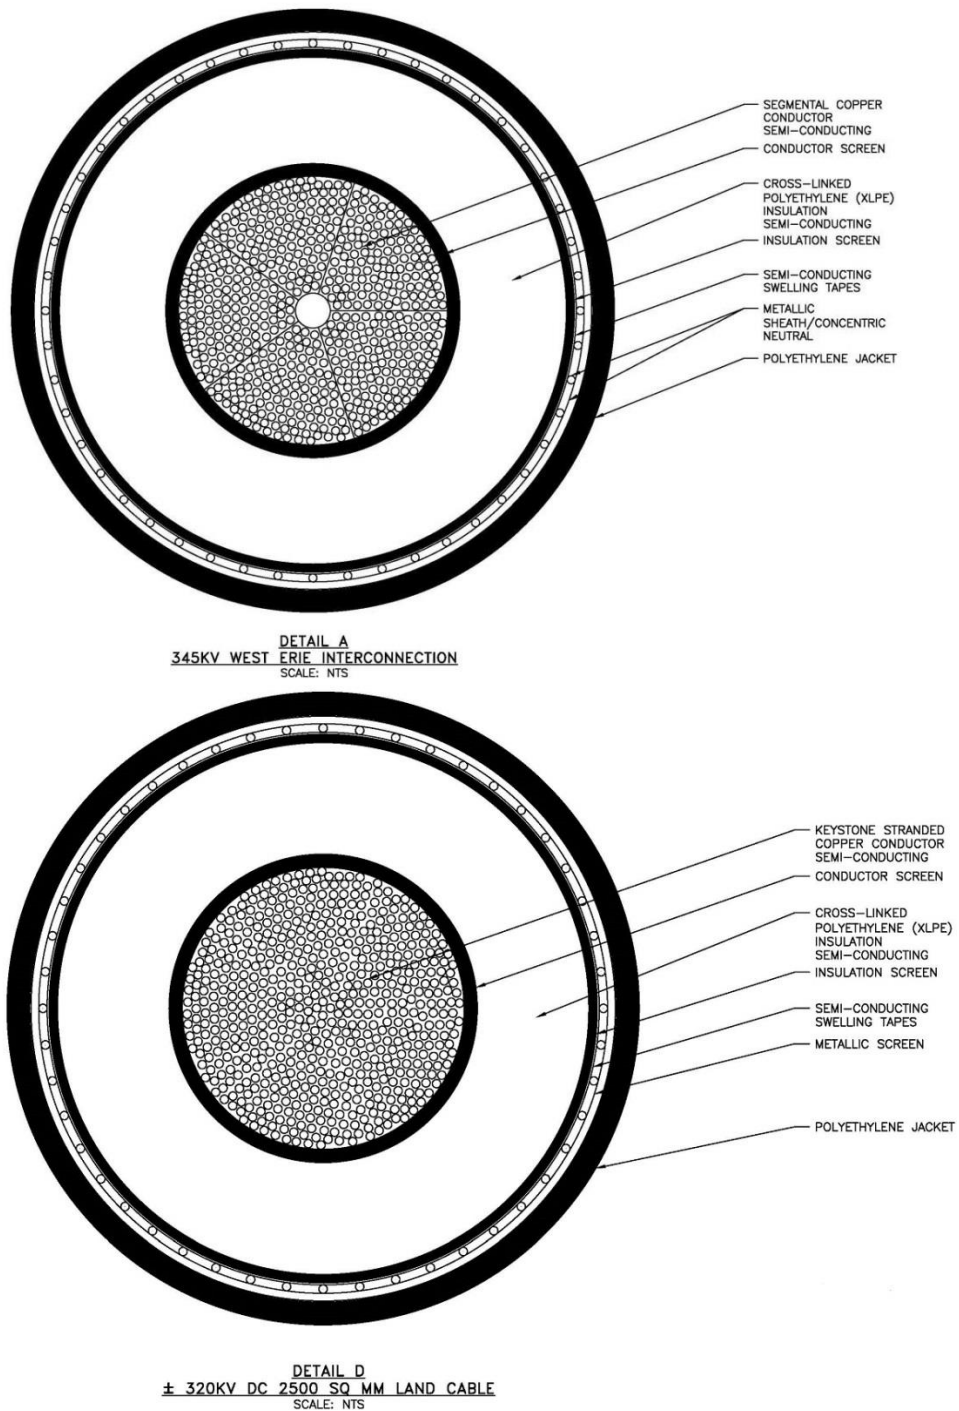 SEGMENTAL COPPER
CONDUCTOR
SEMI-CONDUCTING
CONDUCTOR SCREEN
CROSS-LINKED
POLYETHYLENE (XLPE)
INSULATION
SEMI-CONDUCTING
INSULATION SCREEN
SEMI-CONDUCTING
SWELLING TAPES
METALLIC
SHEATH/CONCENTRIC
NEUTRAL
POLYETHYLENE JACKET
DETAIL A
345KV WEST ERIE INTERCONNECTION
SCALE: NTS
KEYSTONE STRANDED
COPPER CONDUCTOR
SEMI-CONDUCTING
CONDUCTOR SCREEN
CROSS-LINKED
POLYETHYLENE (XLPE)
INSULATION
SEMI-CONDUCTING
INSULATION SCREEN
SEMI-CONDUCTING
SWELLING TAPES
METALLIC SCREEN
POLYETHYLENE JACKET
DETAIL D
± 320KV DC 2500 SQ MM LAND CABLE
SCALE: NTS